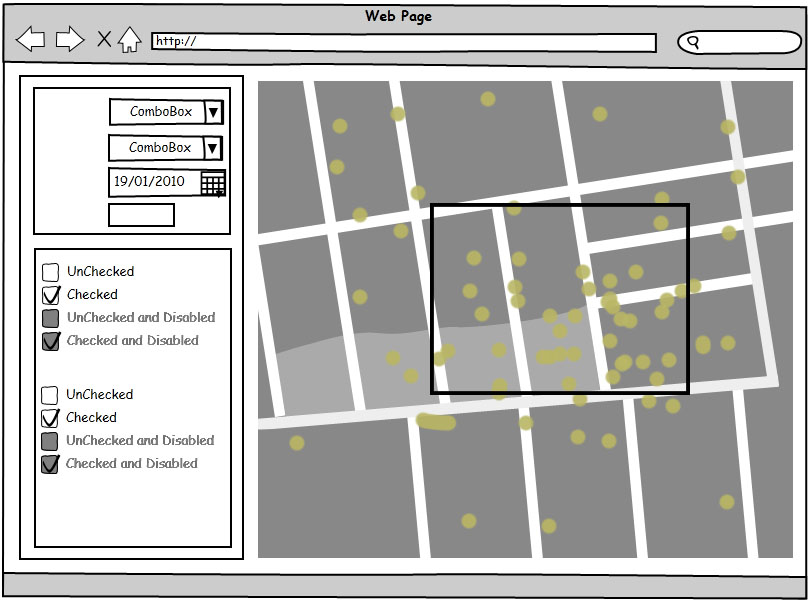 Web Page
http://
ComboBox
ComboBox
19/01/2010
UnChecked
Checked
UnChecked and Disabled
Checked and Disabled
UnChecked
Checked
UnChecked and Disabled
Checked and Disabled